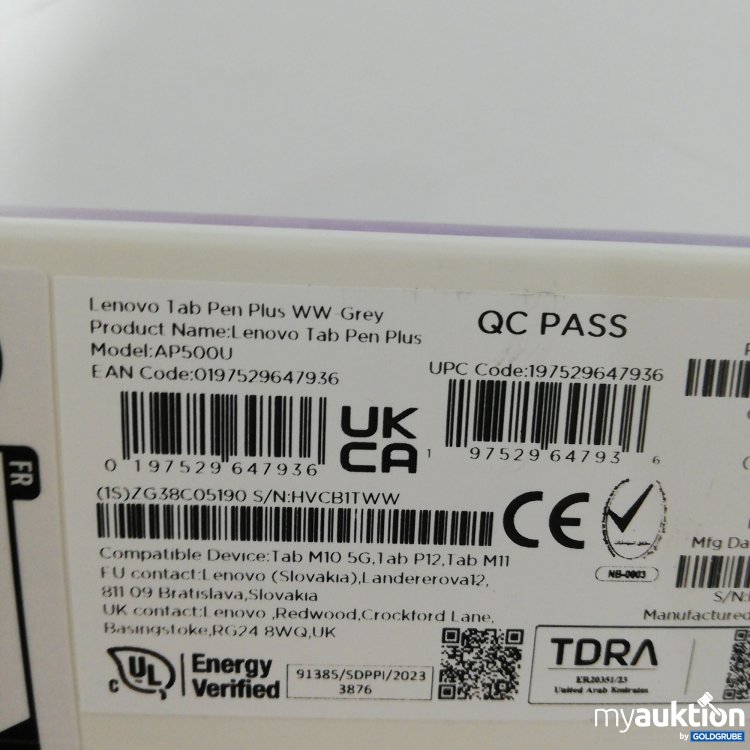 Lenovo Tab Pen Plus WW-Grey
Product Name:Lenovo Tab Pen Plus
Model:AP500U
EAN Code:0197529647936
QC PASS
UPC Code:197529647936
0 197529 647936
UK
CA
1 97529 64793 6
FR
(1S)ZG38C05190 S/N:HVCB1TWW
CE
NB-0003
Compatible Device:Tab M10 5G,Tab P12,Tab M11
EU contact:Lenovo (Slovakia),Landererova12,
811 09 Bratislava,Slovakia
UK contact:Lenovo ,Redwood,Crockford Lane,
Basingstoke,RG24 8WQ,UK
Mfg Da
S/N:
Manufactured
c UL
Energy
Verified
91385/SDPPI/2023
3876
TDRA
ER20351/23
United Arab Emirates
myauktion
by GOLDGRUBE